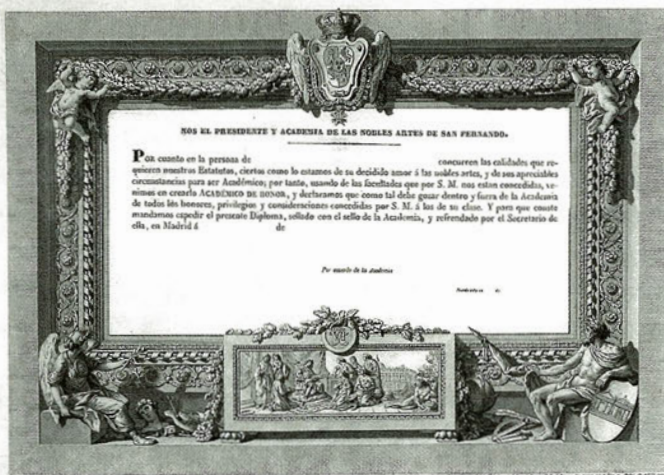 NOS EL PRESIDENTE Y ACADEMIA DE LAS NOBLES ARTES DE SAN FERNANDO.
Por cuanto en la persona de concurren las calidades que re-
quieren nuestros Estatutos, ciertos como lo estamos de su decidido amor á las nobles artes, y de sus apreciables
circunstancias para ser Académico; por tanto, usando de las facultades que por S. M. nos estan concedidas, ve-
nimos en crearlo ACADÉMICO DE HONOR, y declaramos que como tal debe gozar dentro y fuera de la Academia
de todos los honores, privilegios y consideraciones concedidas por S. M. á los de su clase. Y para que conste
mandamos expedir el presente Diploma, sellado con el sello de la Academia, y refrendado por el Secretario de
ella, en Madrid á de
Por acuerdo de la Academia